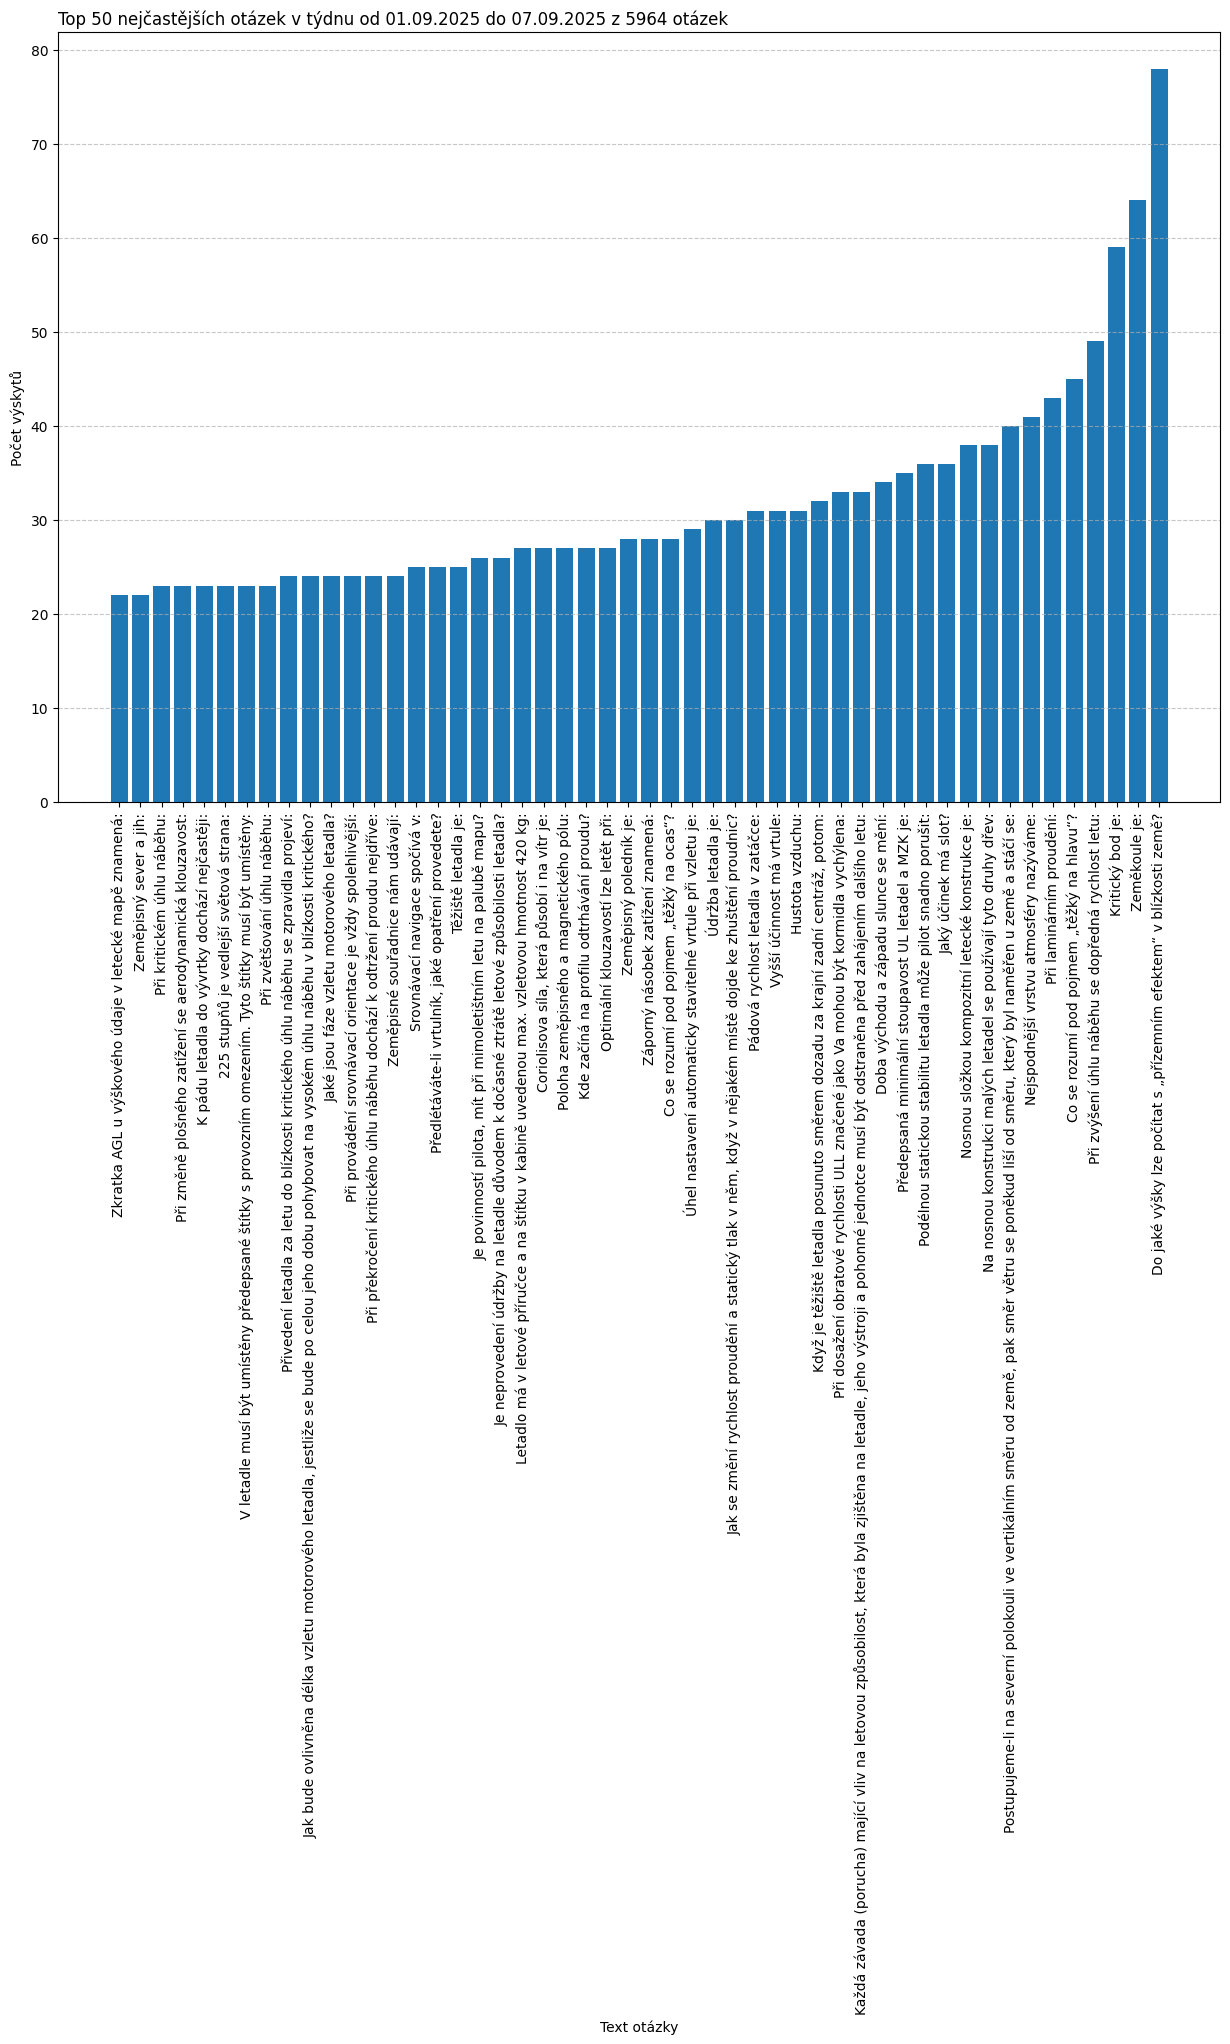 Top 50 nejčastějších otázek v týdnu od 01.09.2025 do 07.09.2025 z 5964 otázek
Počet výskytů
80
70
60
50
40
30
20
10
0
Zkratka AGL u výškového údaje v letecké mapě znamená:
Zeměpisný sever a jih:
Při kritickém úhlu náběhu:
Při změně plošného zatížení se aerodynamická klouzavost:
K pádu letadla do vývrtky dochází nejčastěji:
225 stupňů je vedlejší světová strana:
V letadle musí být umístěny předepsané štítky s provozním omezením. Tyto štítky musí být umístěny:
Při zvětšování úhlu náběhu:
Přivedení letadla za letu do blízkosti kritického úhlu náběhu se zpravidla projeví:
Jak bude ovlivněna délka vzletu motorového letadla, jestliže se bude po celou jeho dobu pohybovat na vysokém úhlu náběhu v blízkosti kritického?
Jaké jsou fáze vzletu motorového letadla?
Při provádění srovnávací orientace je vždy spolehlivější:
Při překročení kritického úhlu náběhu dochází k odtržení proudu nejdříve:
Zeměpisné souřadnice nám udávají:
Srovnávací navigace spočívá v:
Předlétáváte-li vrtulník, jaké opatření provedete?
Těžiště letadla je:
Je povinností pilota, mít při mimoletištním letu na palubě mapu?
Je neprovedení údržby na letadle důvodem k dočasné ztrátě letové způsobilosti letadla?
Letadlo má v letové příručce a na štítku v kabině uvedenou max. vzletovou hmotnost 420 kg:
Coriolisova síla, která působí i na vítr je:
Poloha zeměpisného a magnetického pólu:
Kde začíná na profilu odtrhávání proudu?
Optimální klouzavostí lze letět při:
Zeměpisný poledník je:
Záporný násobek zatížení znamená:
Co se rozumí pod pojmem „těžký na ocas“?
Úhel nastavení automaticky stavitelné vrtule při vzletu je:
Údržba letadla je:
Jak se změní rychlost proudění a statický tlak v něm, když v nějakém místě dojde ke zhuštění proudnic?
Pádová rychlost letadla v zatáčce:
Vyšší účinnost má vrtule:
Hustota vzduchu:
Když je těžiště letadla posunuto směrem dozadu za krajní zadní centráž, potom:
Při dosažení obratové rychlosti ULL značené jako Va mohou být kormidla vychýlena:
Každá závada (porucha) mající vliv na letovou způsobilost, která byla zjištěna na letadle, jeho výstroji a pohonné jednotce musí být odstraněna před zahájením dalšího letu:
Doba východu a západu slunce se mění:
Předepsaná minimální stoupavost UL letadel a MZK je:
Podélnou statickou stabilitu letadla může pilot snadno porušit:
Jaký účinek má slot?
Nosnou složkou kompozitní letecké konstrukce je:
Na nosnou konstrukci malých letadel se používají tyto druhy dřev:
Postupujeme-li na severní polokouli ve vertikálním směru od země, pak směr větru se poněkud liší od směru, který byl naměřen u země a stáčí se:
Nejspodnější vrstvu atmosféry nazýváme:
Při laminárním proudění:
Co se rozumí pod pojmem „těžký na hlavu“?
Při zvýšení úhlu náběhu se dopředná rychlost letu:
Kritický bod je:
Zeměkoule je:
Do jaké výšky lze počítat s „přízemním efektem“ v blízkosti země?
Text otázky